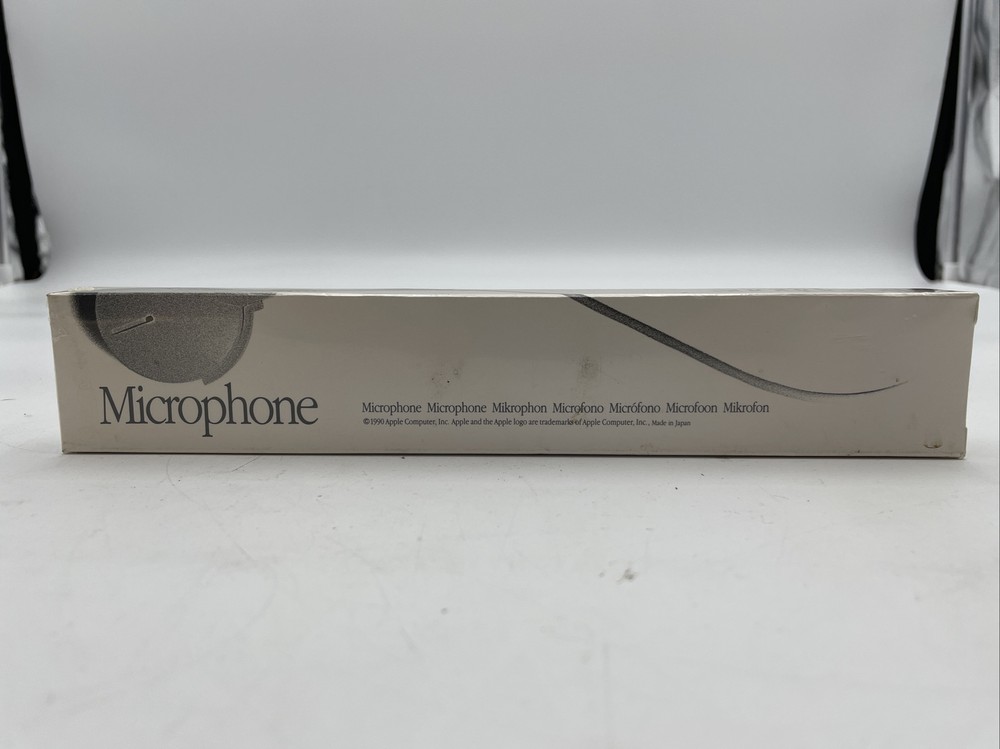 Microphone
Microphone Microphone Mikrophon Microfono Micrófono Microfoon Mikrofon
©1990 Apple Computer, Inc. Apple and the Apple logo are trademarks of Apple Computer, Inc., Made in Japan